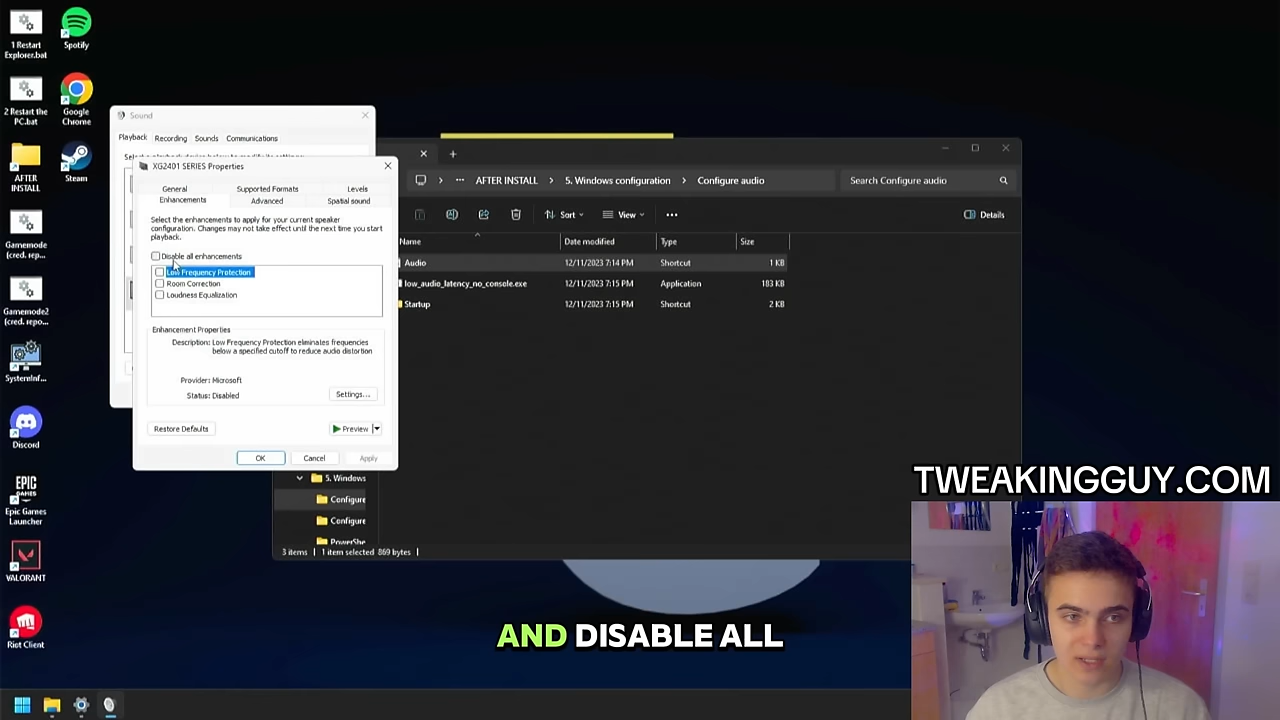 1 Restart
Explorer.bat
Spotify
2 Restart the
PC.bat
Google
Chrome
AFTER
INSTALL
Steam
Gamemode
(cred. repo...
Gamemode2
(cred. repo...
SystemInf...
Discord
Epic Games
Launcher
VALORANT
Riot Client
Sound
Playback Recording Sounds Communications
XG2401 SERIES Properties
General Supported Formats Levels
Enhancements Advanced Spatial sound
Select the enhancements to apply for your current speaker
configuration. Changes may not take effect until the next time you start
playback.
Disable all enhancements
Low Frequency Protection
Room Correction
Loudness Equalization
Enhancement Properties
Description: Low Frequency Protection eliminates frequencies
below a specified cutoff to reduce audio distortion
Provider: Microsoft
Status: Disabled
Settings...
Restore Defaults
Preview
OK Cancel Apply
AFTER INSTALL > 5. Windows configuration > Configure audio
Search Configure audio
Sort View Details
Name Date modified Type Size
Audio 12/11/2023 7:14 PM Shortcut 1 KB
low_audio_latency_no_console.exe 12/11/2023 7:15 PM Application 183 KB
Startup 12/11/2023 7:15 PM Shortcut 2 KB
5. Windows
Configure
Configure
PowerShe
3 items 1 item selected 869 bytes
TWEAKINGGUY.COM
AND DISABLE ALL